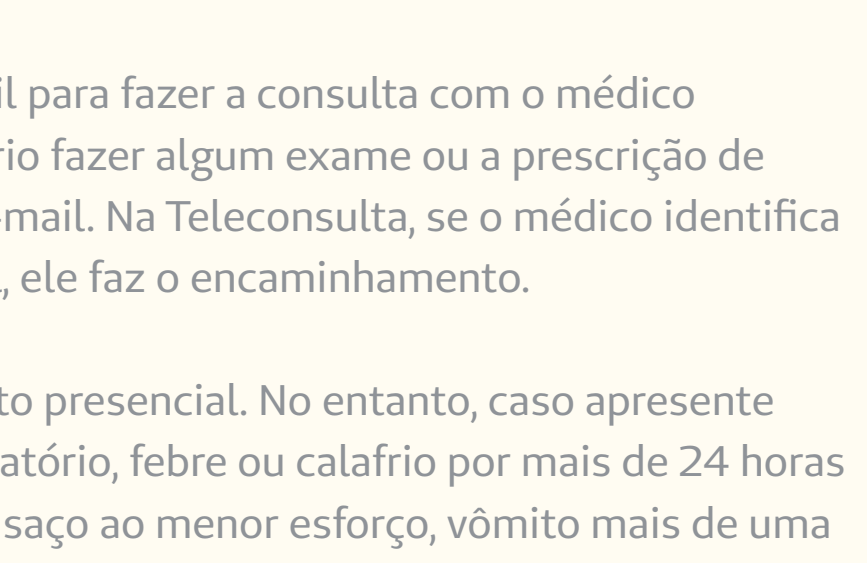 il para fazer a consulta com o médico
rio fazer algum exame ou a prescrição de
-mail. Na Teleconsulta, se o médico identifica
, ele faz o encaminhamento.
to presencial. No entanto, caso apresente
atório, febre ou calafrio por mais de 24 horas
saço ao menor esforço, vômito mais de uma